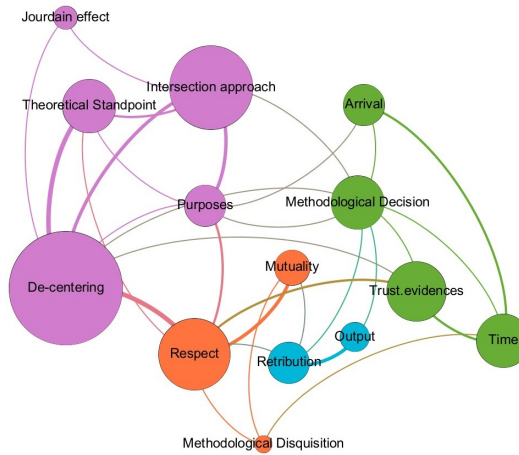 Jourdain effect
Intersection approach
Theoretical Standpoint
Arrival
Purposes
Methodological Decision
Mutuality
De-centering
Trust.evidences
Output
Time
Respect
Retribution
Methodological Disquisition